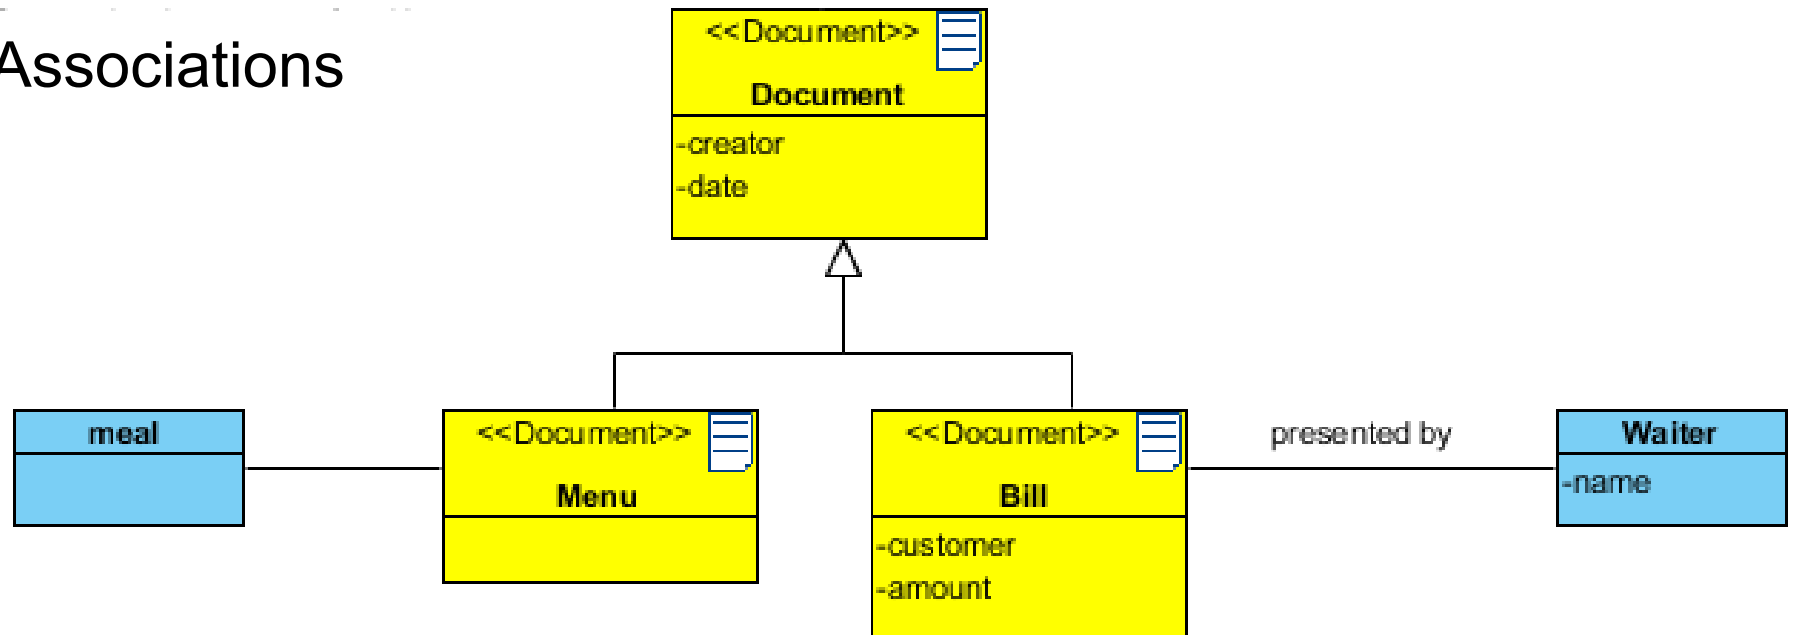 Associations
<<Document>>
Document
-creator
-date
meal
<<Document>>
Menu
<<Document>>
Bill
-customer
-amount
presented by
Waiter
-name